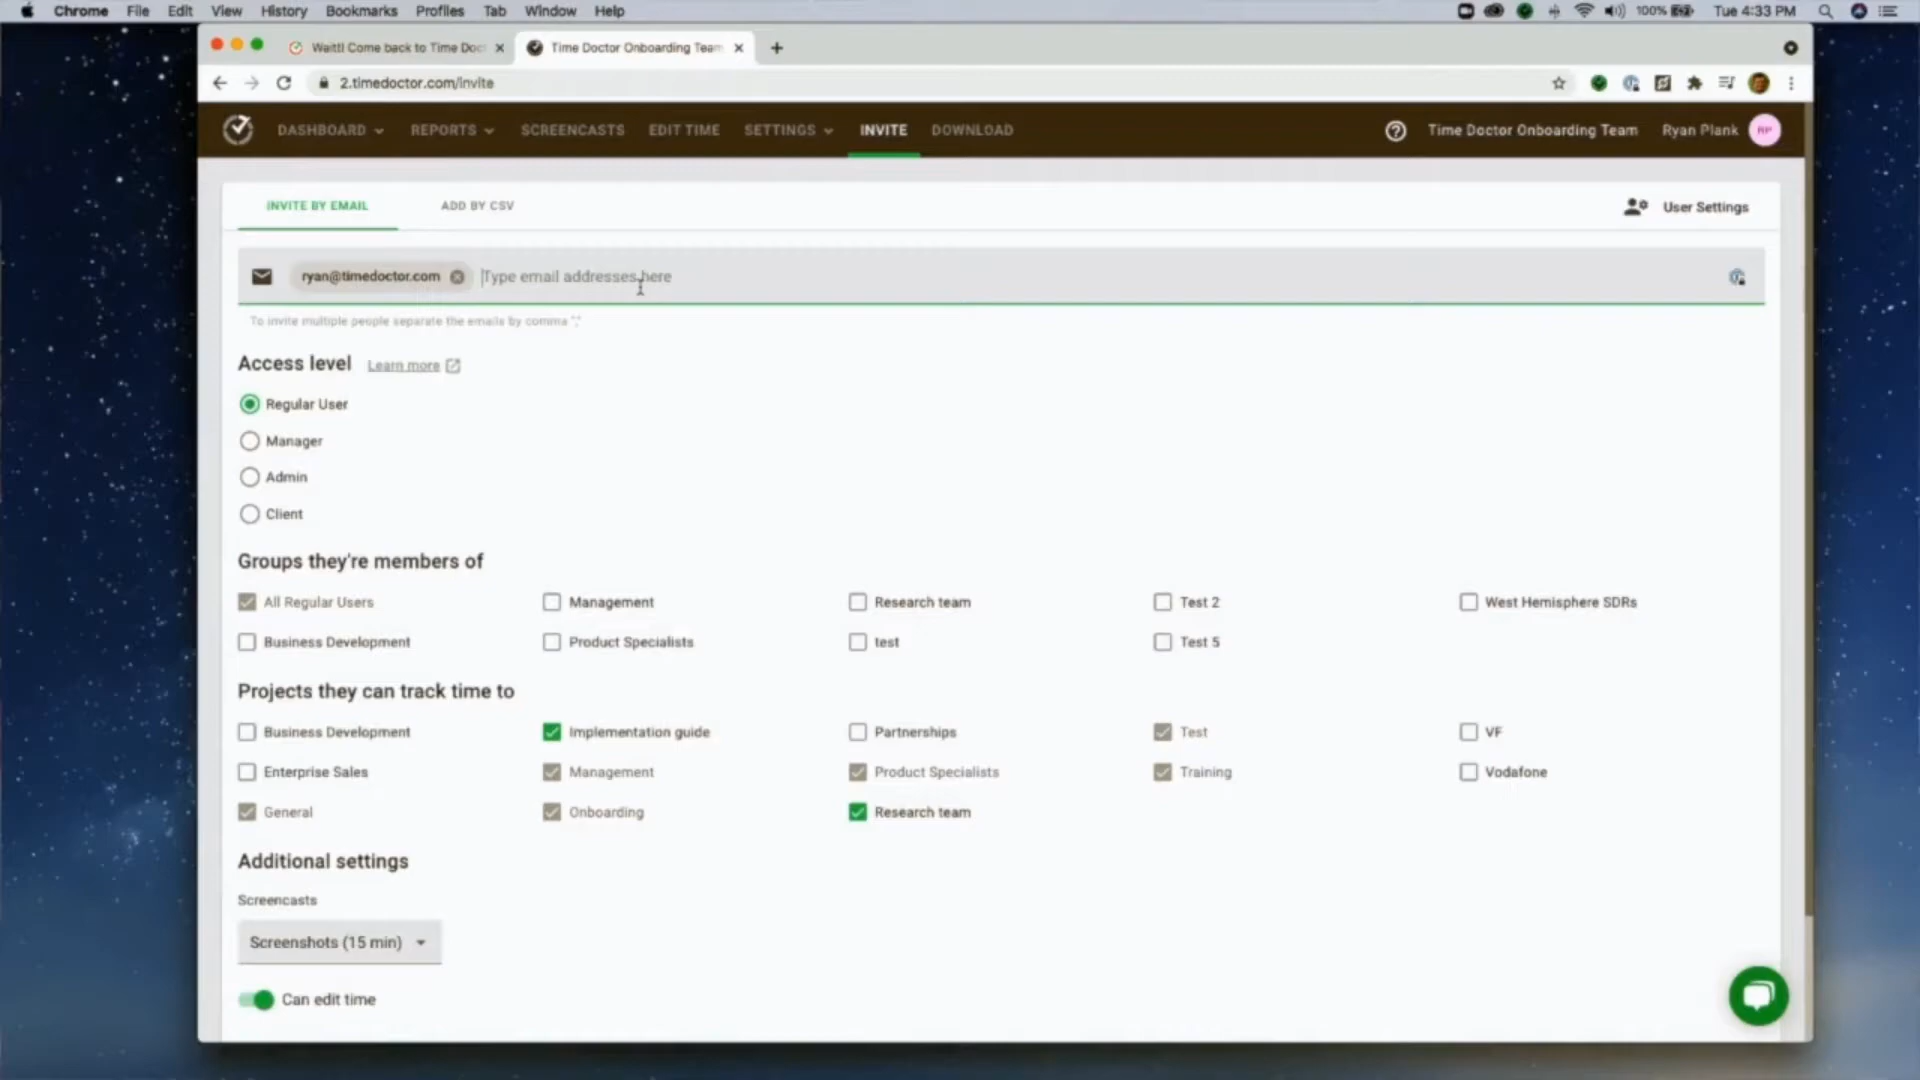 Chrome File Edit View History Bookmarks Profiles Tab Window Help 100% Tue 4:33 PM
Wait! Come back to Time Doc
Time Doctor Onboarding Team
2.timedoctor.com/invite
DASHBOARD REPORTS SCREENCASTS EDIT TIME SETTINGS INVITE DOWNLOAD Time Doctor Onboarding Team Ryan Plank RP
INVITE BY EMAIL ADD BY CSV User Settings
ryan@timedoctor.com Type email addresses here
To invite multiple people separate the emails by comma ","
Access level Learn more
Regular User
Manager
Admin
Client
Groups they're members of
All Regular Users Management Research team Test 2 West Hemisphere SDRs
Business Development Product Specialists test Test 5
Projects they can track time to
Business Development Implementation guide Partnerships Test VF
Enterprise Sales Management Product Specialists Training Vodafone
General Onboarding Research team
Additional settings
Screencasts
Screenshots (15 min)
Can edit time